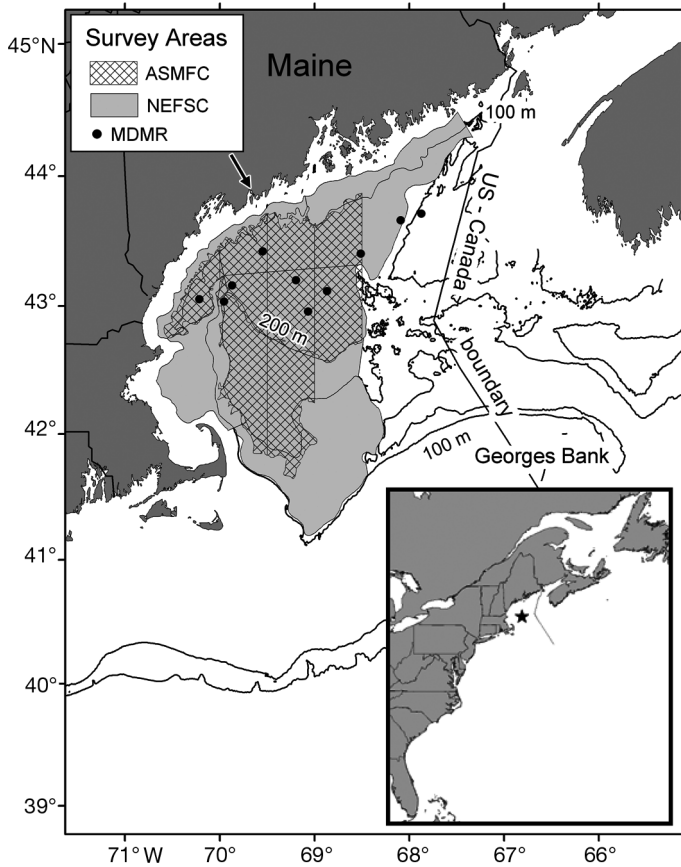 Survey Areas
ASMFC
NEFSC
MDMR
Maine
45°N
44°
43°
42°
41°
40°
39°
100 m
US - Canada
boundary
200 m
100 m
Georges Bank
71° W
70°
69°
68°
67°
66°